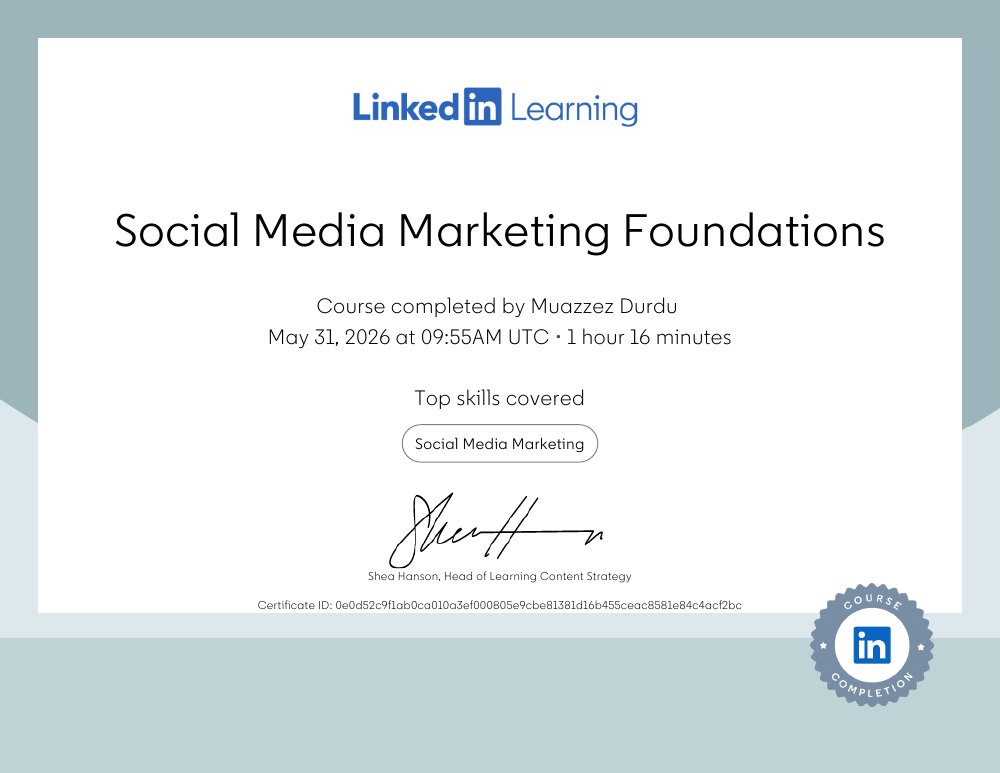 Linked in Learning
Social Media Marketing Foundations
Course completed by Muazzez Durdu
May 31, 2026 at 09:55AM UTC • 1 hour 16 minutes
Top skills covered
Social Media Marketing
Shea Hanson, Head of Learning Content Strategy
Certificate ID: 0e0d52c9f1ab0ca010a3ef000805e9cbe81381d16b455ceac8581e84c4acf2bc
COURSE
in
COMPLETION